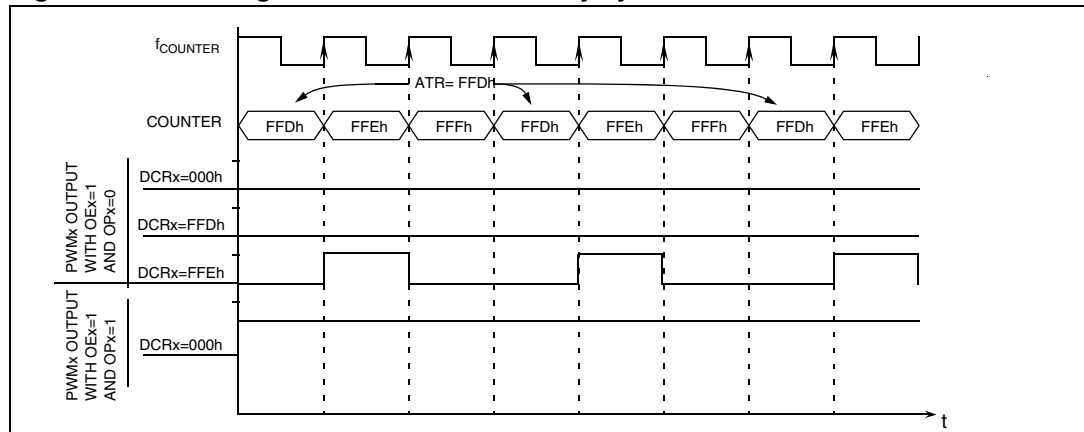 fCOUNTER
ATR= FFDh
COUNTER
FFDh FFEh FFFh FFDh FFEh FFFh FFDh FFEh
PWMx OUTPUT
WITH OEx=1
AND OPx=0
DCRx=000h
DCRx=FFDh
DCRx=FFEh
PWMx OUTPUT
WITH OEx=1
AND OPx=1
DCRx=000h
t